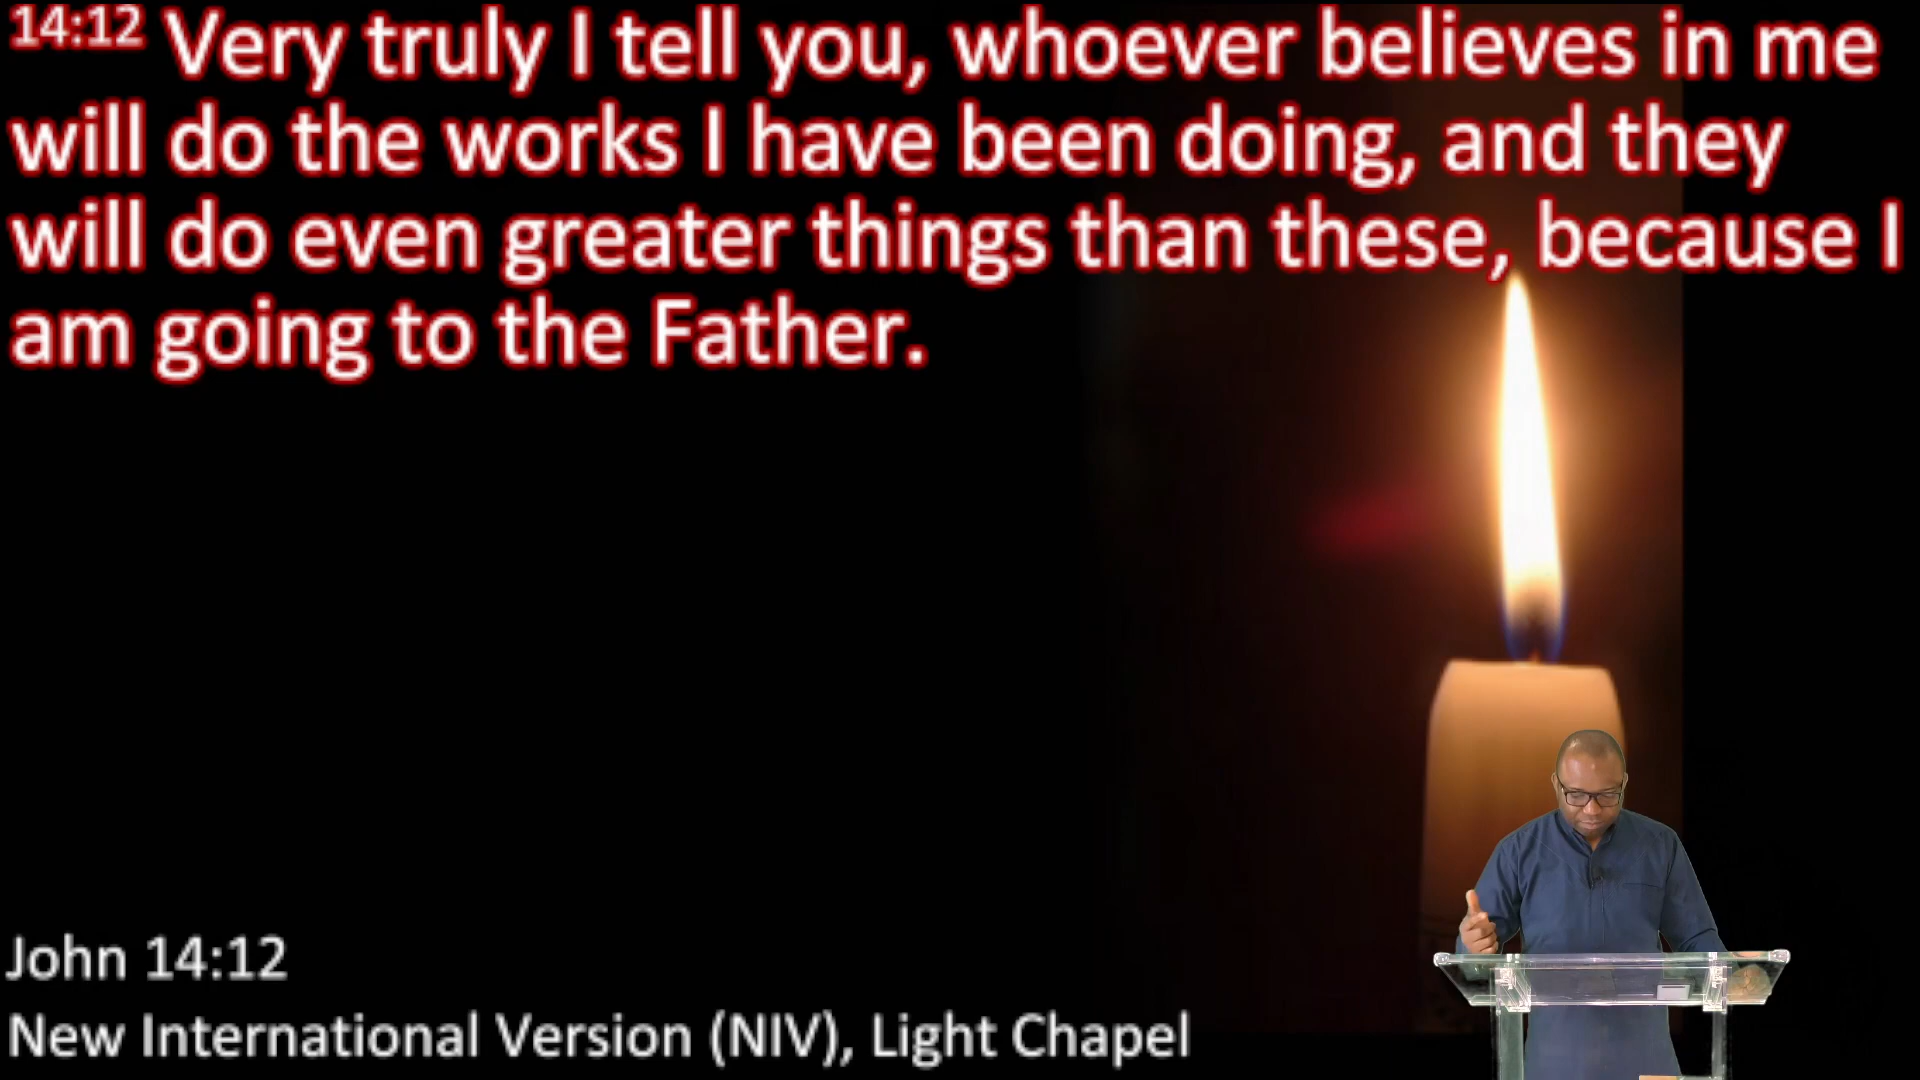 14:12 Very truly I tell you, whoever believes in me
will do the works I have been doing, and they
will do even greater things than these, because I
am going to the Father.
John 14:12
New International Version (NIV), Light Chapel